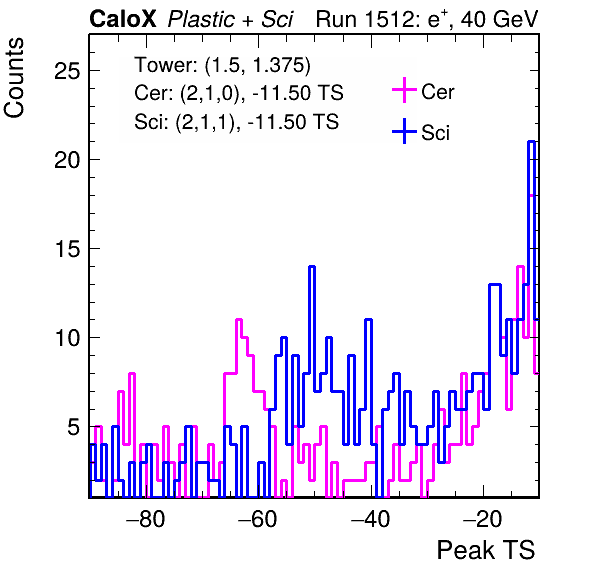 CaloX Plastic + Sci Run 1512: e⁺, 40 GeV
Counts
Tower: (1.5, 1.375)
Cer: (2,1,0), -11.50 TS
Sci: (2,1,1), -11.50 TS
Cer
Sci
25
20
15
10
5
−80 −60 −40 −20
Peak TS